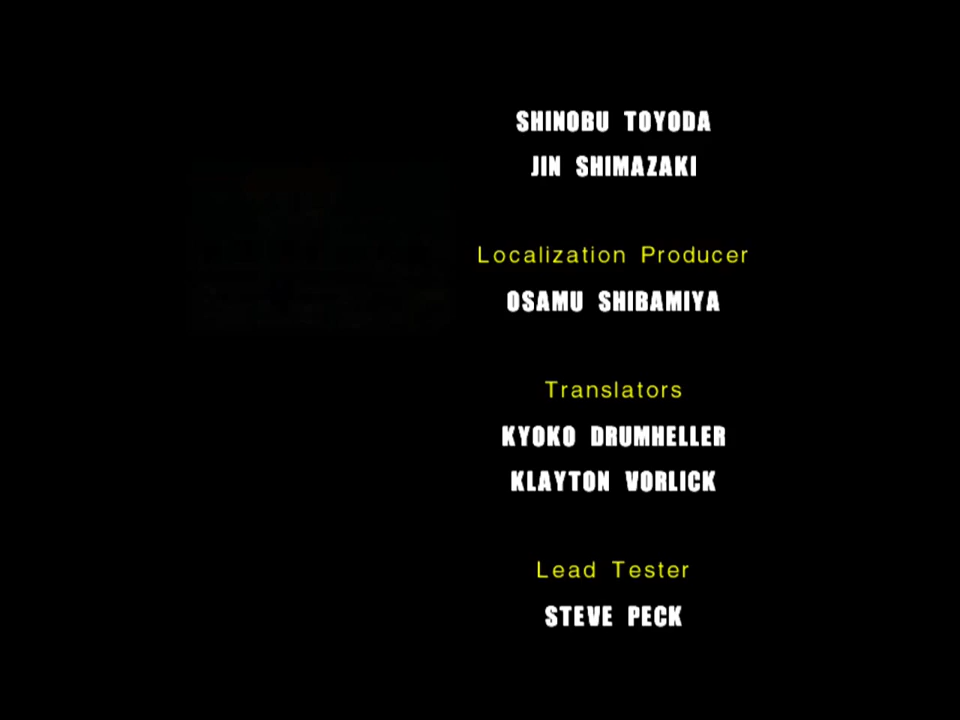 SHINOBU TOYODA
JIN SHIMAZAKI
Localization Producer
OSAMU SHIBAMIYA
Translators
KYOKO DRUMHELLER
KLAYTON VORLICK
Lead Tester
STEVE PECK